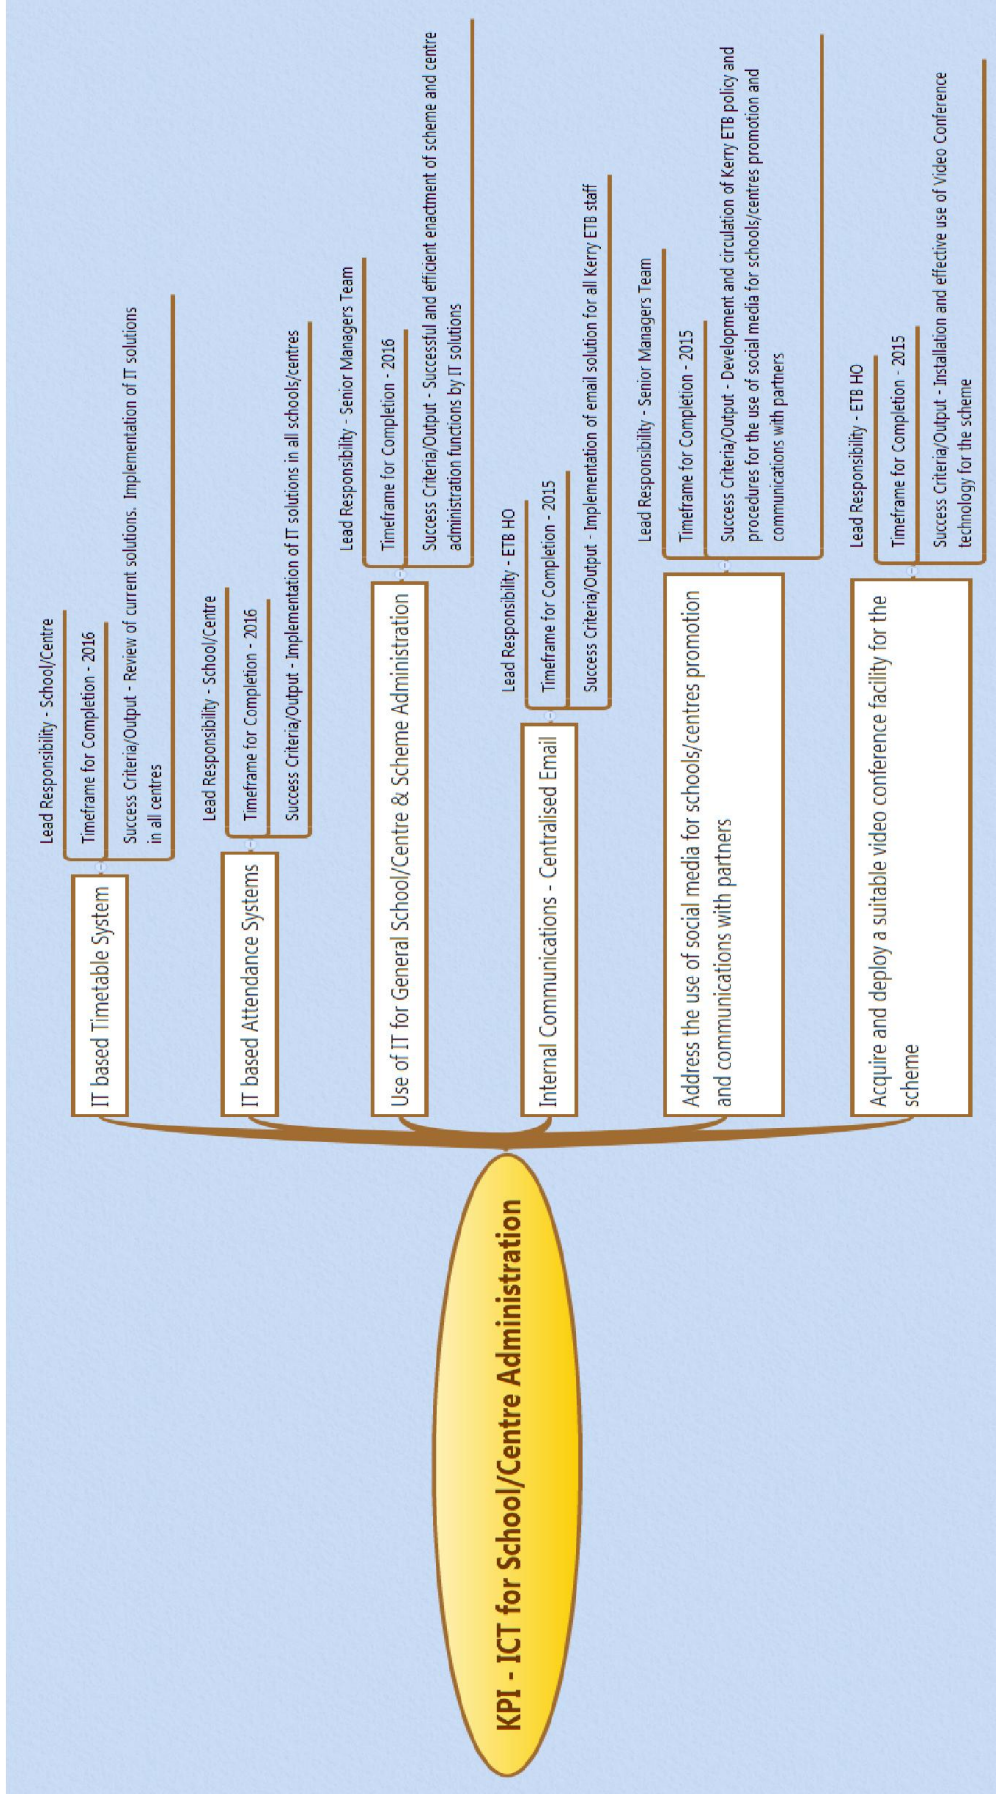 KPI - ICT for School/Centre Administration
IT based Timetable System
Lead Responsibility - School/Centre
Timeframe for Completion - 2016
Success Criteria/Output - Review of current solutions. Implementation of IT solutions
in all centres
IT based Attendance Systems
Lead Responsibility - School/Centre
Timeframe for Completion - 2016
Success Criteria/Output - Implementation of IT solutions in all schools/centres
Use of IT for General School/Centre & Scheme Administration
Lead Responsibility - Senior Managers Team
Timeframe for Completion - 2016
Success Criteria/Output - Successful and efficient enactment of scheme and centre
administration functions by IT solutions
Internal Communications - Centralised Email
Lead Responsibility - ETB HO
Timeframe for Completion - 2015
Success Criteria/Output - Implementation of email solution for all Kerry ETB staff
Address the use of social media for schools/centres promotion
and communications with partners
Lead Responsibility - Senior Managers Team
Timeframe for Completion - 2015
Success Criteria/Output - Development and circulation of Kerry ETB policy and
procedures for the use of social media for schools/centres promotion and
communications with partners
Acquire and deploy a suitable video conference facility for the
scheme
Lead Responsibility - ETB HO
Timeframe for Completion - 2015
Success Criteria/Output - Installation and effective use of Video Conference
technology for the scheme